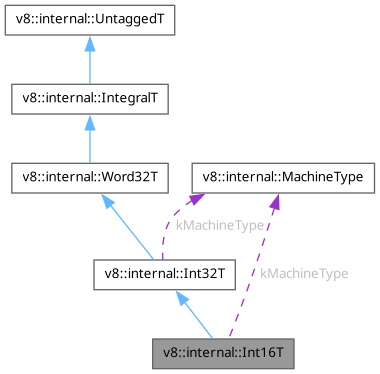 v8::internal::UntaggedT
v8::internal::IntegralT
v8::internal::Word32T
v8::internal::MachineType
kMachineType
v8::internal::Int32T
kMachineType
v8::internal::Int16T